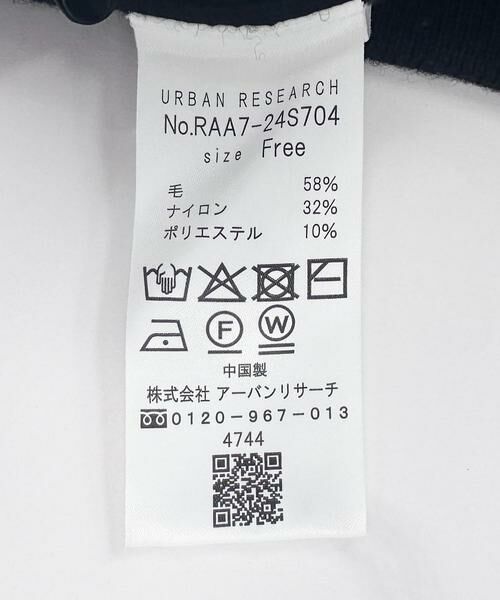 URBAN RESEARCH
No.RAA7-24S704
size Free
毛 58%
ナイロン 32%
ポリエステル 10%
F W
中国製
株式会社 アーバンリサーチ
0120-967-013
4744